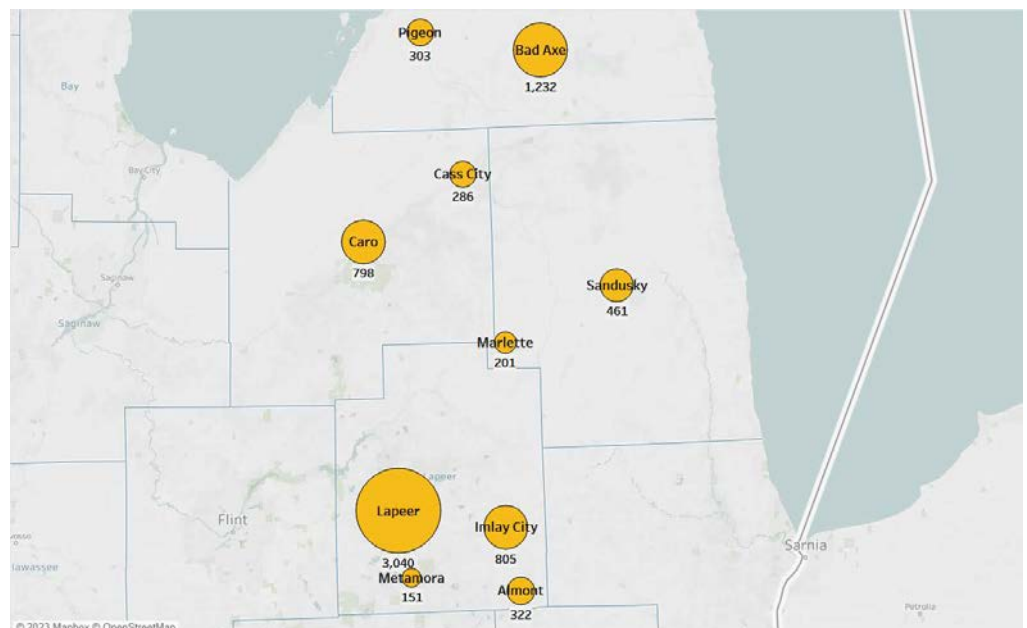 Pigeon
303
Bad Axe
1,232
Bay
Bay City
Cass City
286
Caro
798
Sandusky
461
Saginaw
Saginaw
Marlette
201
Lapeer
Lapeer
3,040
Flint
Imlay City
805
Metamora
151
Almont
322
Sarnia
Petrolia
© 2023 Mapbox © OpenStreetMap